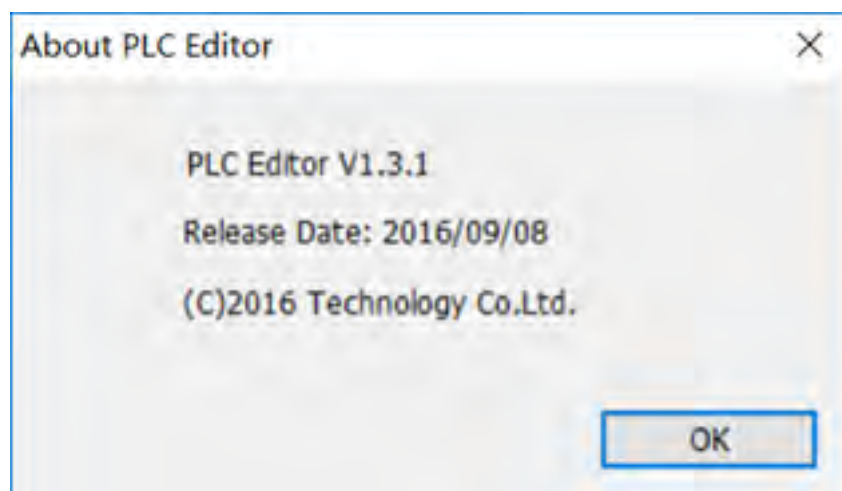 About PLC Editor
PLC Editor V1.3.1
Release Date: 2016/09/08
(C)2016 Technology Co.Ltd.
OK